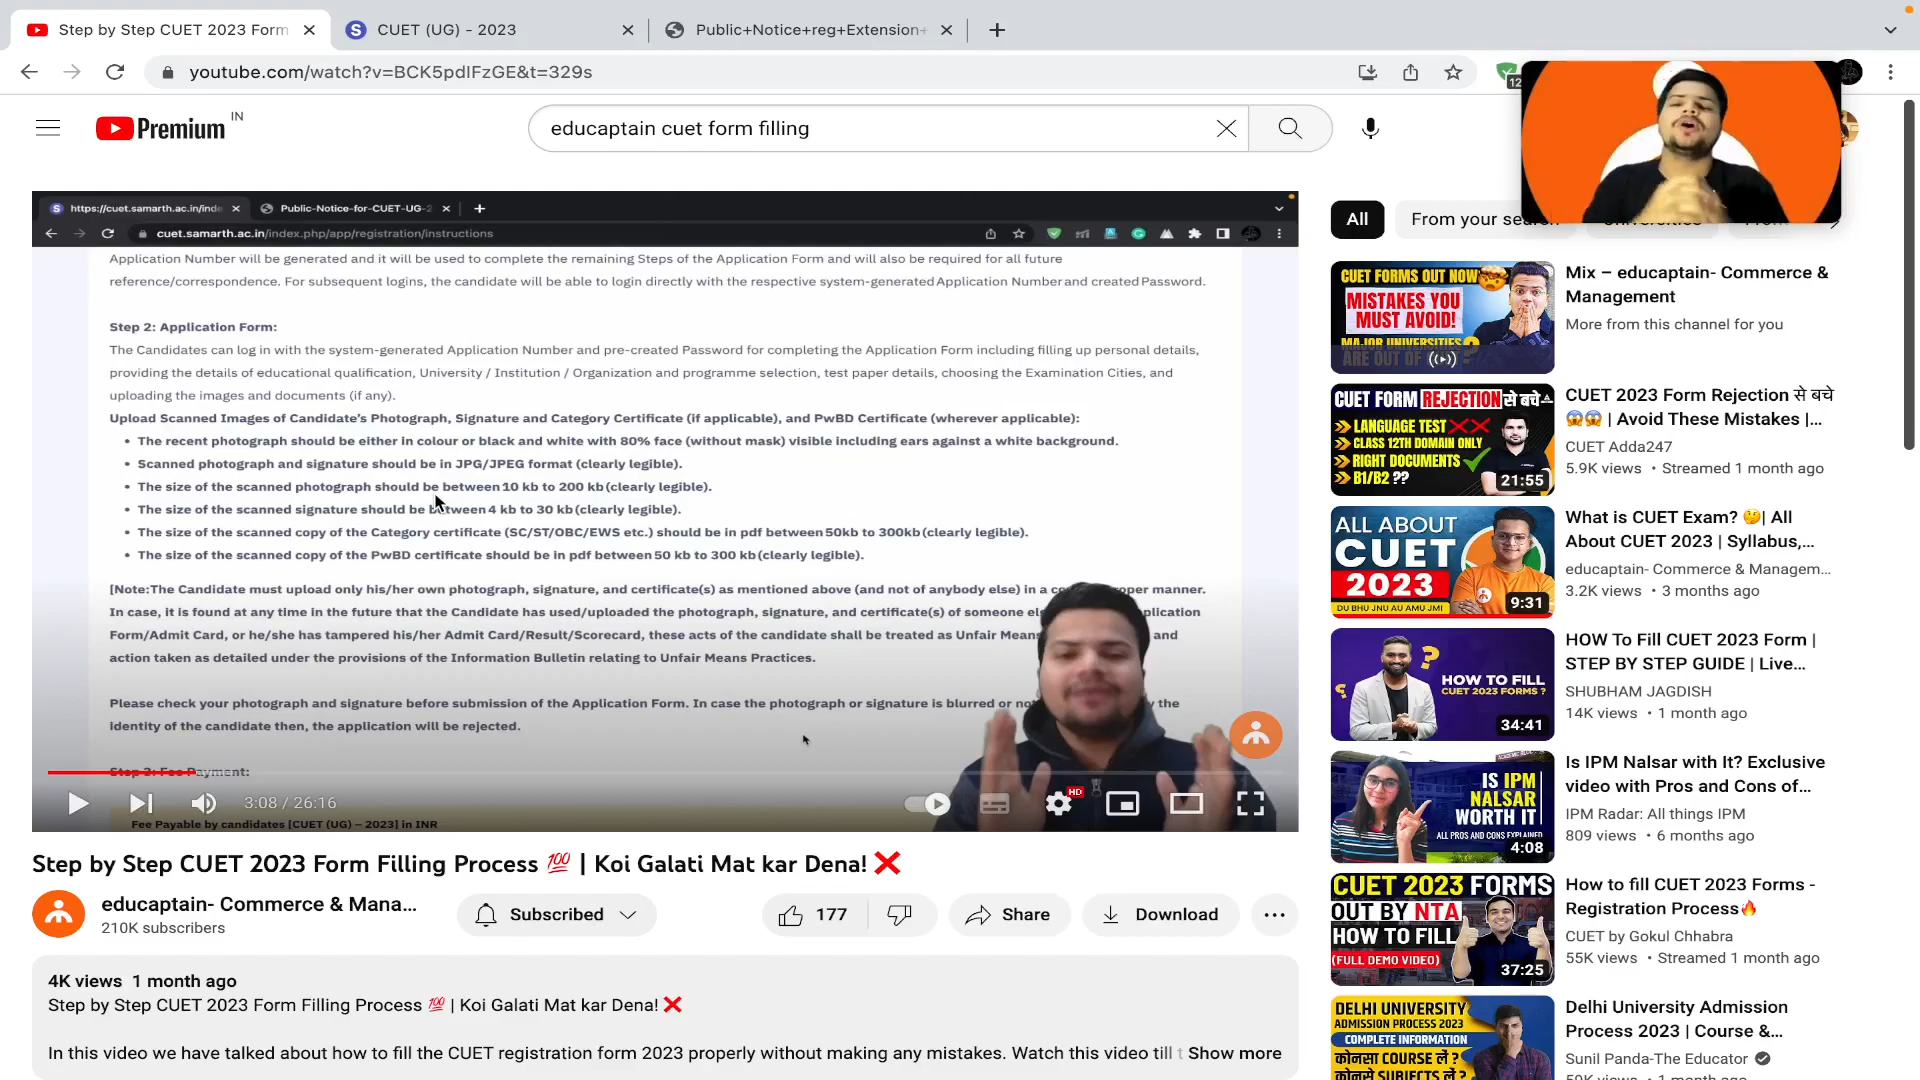 Step by Step CUET 2023 Form
CUET (UG) - 2023
Public+Notice+reg+Extension+
youtube.com/watch?v=BCK5pdlFzGE&t=329s
12
Premium IN
educaptain cuet form filling
https://cuet.samarth.ac.in/inde
Public-Notice-for-CUET-UG-2
cuet.samarth.ac.in/index.php/app/registration/instructions
Application Number will be generated and it will be used to complete the remaining Steps of the Application Form and will also be required for all future
reference/correspondence. For subsequent logins, the candidate will be able to login directly with the respective system-generated Application Number and created Password.
Step 2: Application Form:
The Candidates can log in with the system-generated Application Number and pre-created Password for completing the Application Form including filling up personal details,
providing the details of educational qualification, University / Institution / Organization and programme selection, test paper details, choosing the Examination Cities, and
uploading the images and documents (if any).
Upload Scanned Images of Candidate's Photograph, Signature and Category Certificate (if applicable), and PwBD Certificate (wherever applicable):
• The recent photograph should be either in colour or black and white with 80% face (without mask) visible including ears against a white background.
• Scanned photograph and signature should be in JPG/JPEG format (clearly legible).
• The size of the scanned photograph should be between 10 kb to 200 kb (clearly legible).
• The size of the scanned signature should be between 4 kb to 30 kb (clearly legible).
• The size of the scanned copy of the Category certificate (SC/ST/OBC/EWS etc.) should be in pdf between 50kb to 300kb (clearly legible).
• The size of the scanned copy of the PwBD certificate should be in pdf between 50 kb to 300 kb (clearly legible).
[Note:The Candidate must upload only his/her own photograph, signature, and certificate(s) as mentioned above (and not of anybody else) in a manner.
In case, it is found at any time in the future that the Candidate has used/uploaded the photograph, signature, and certificate(s) of someone
Form/Admit Card, or he/she has tampered his/her Admit Card/Result/Scorecard, these acts of the candidate shall be treated as Unfair Means and
action taken as detailed under the provisions of the Information Bulletin relating to Unfair Means Practices.
Please check your photograph and signature before submission of the Application Form. In case the photograph or signature is blurred or the
identity of the candidate then, the application will be rejected.
Step 3: Fee Payment:
3:08 / 26:16
HD
Fee Payable by candidates [CUET (UG) – 2023] in INR
Step by Step CUET 2023 Form Filling Process 💯 | Koi Galati Mat kar Dena! ❌
educaptain- Commerce & Mana...
210K subscribers
Subscribed
177
Share
Download
4K views 1 month ago
Step by Step CUET 2023 Form Filling Process 💯 | Koi Galati Mat kar Dena! ❌
In this video we have talked about how to fill the CUET registration form 2023 properly without making any mistakes. Watch this video till t Show more
All
From your search
CUET FORMS OUT NOW
MISTAKES YOU
MUST AVOID!
MAJOR UNIVERSITIES
ARE OUT OF IT?
Mix – educaptain- Commerce &
Management
More from this channel for you
CUET FORM REJECTION से बचे
LANGUAGE TEST ❌❌
CLASS 12TH DOMAIN ONLY
RIGHT DOCUMENTS
B1/B2 ??
21:55
CUET 2023 Form Rejection से बचे
😱😱 | Avoid These Mistakes |...
CUET Adda247
5.9K views • Streamed 1 month ago
ALL ABOUT
CUET
2023
DU BHU JNU AU AMU JMI
9:31
What is CUET Exam? 🤔| All
About CUET 2023 | Syllabus,...
educaptain- Commerce & Managem...
3.2K views • 3 months ago
HOW TO FILL
CUET 2023 FORMS ?
34:41
HOW To Fill CUET 2023 Form |
STEP BY STEP GUIDE | Live...
SHUBHAM JAGDISH
14K views • 1 month ago
IS IPM
NALSAR
WORTH IT
ALL PROS AND CONS EXPLAINED
4:08
Is IPM Nalsar with It? Exclusive
video with Pros and Cons of...
IPM Radar: All things IPM
809 views • 6 months ago
CUET 2023 FORMS
OUT BY NTA
HOW TO FILL
(FULL DEMO VIDEO)
37:25
How to fill CUET 2023 Forms -
Registration Process🔥
CUET by Gokul Chhabra
55K views • Streamed 1 month ago
DELHI UNIVERSITY
ADMISSION PROCESS 2023
COMPLETE INFORMATION
कोनसा COURSE लें ?
कोनसे SUBJECTS लें ?
Delhi University Admission
Process 2023 | Course &...
Sunil Panda-The Educator